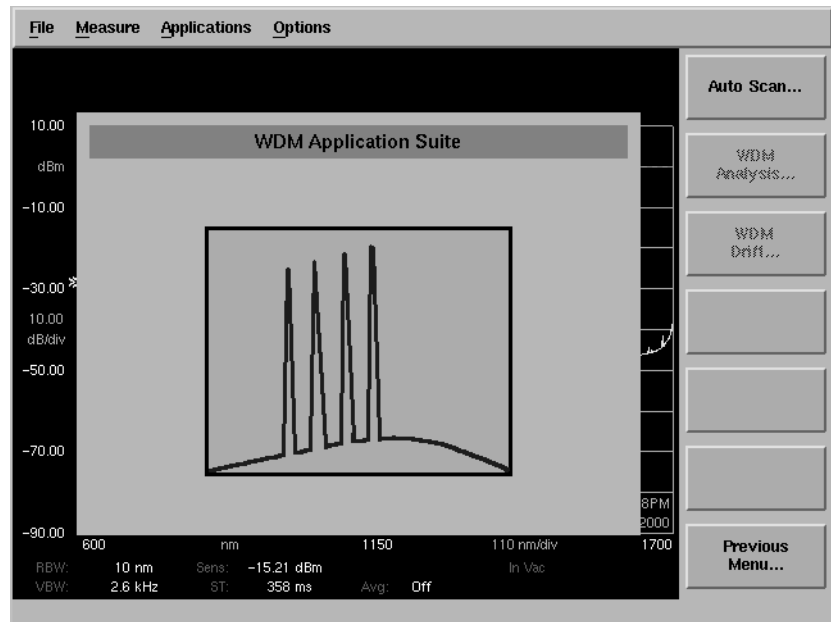 File Measure Applications Options
Auto Scan...
WDM
Analysis...
WDM
Drift...
Previous
Menu...
WDM Application Suite
10.00
dBm
-10.00
-30.00
10.00
dB/div
-50.00
-70.00
-90.00
8PM
2000
600 nm 1150 110 nm/div 1700
RBW: 10 nm Sens: -15.21 dBm In Vac
VBW: 2.6 kHz ST: 358 ms Avg: Off